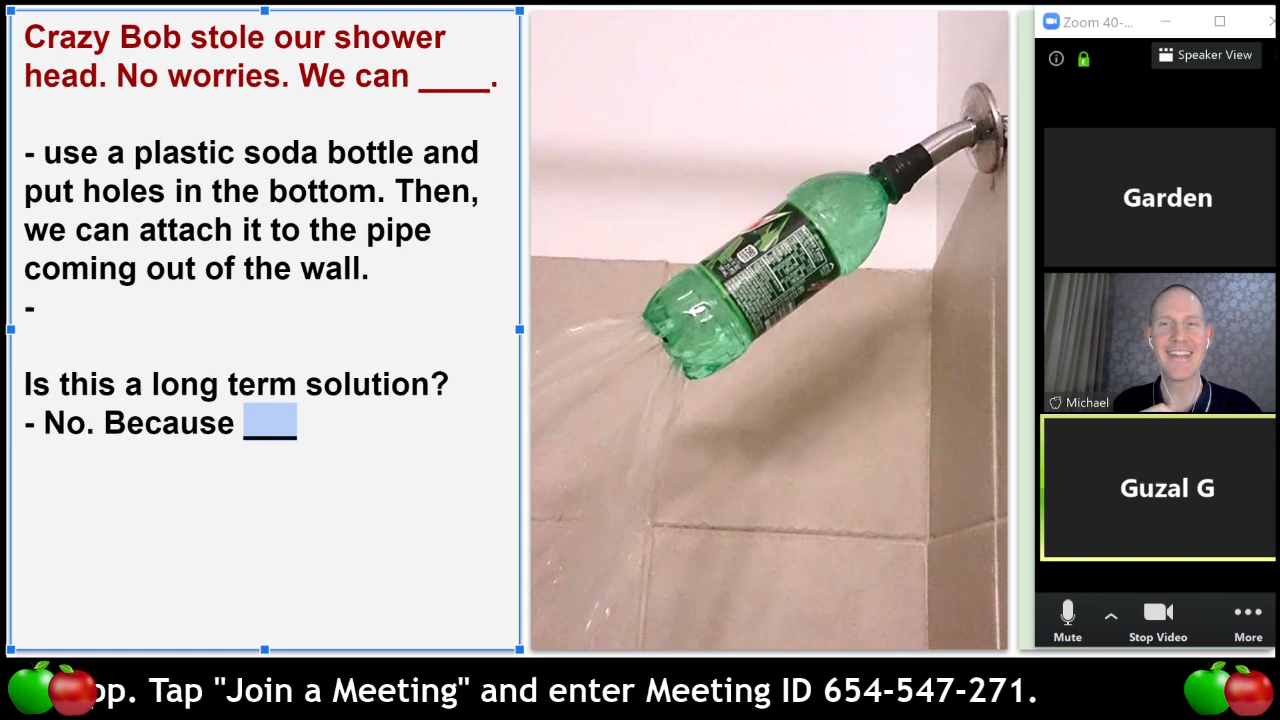 Crazy Bob stole our shower
head. No worries. We can ____.
- use a plastic soda bottle and
put holes in the bottom. Then,
we can attach it to the pipe
coming out of the wall.
-
Is this a long term solution?
- No. Because ___
Zoom 40-...
Speaker View
Garden
Michael
Guzal G
Mute
Stop Video
More
pp. Tap "Join a Meeting" and enter Meeting ID 654-547-271.